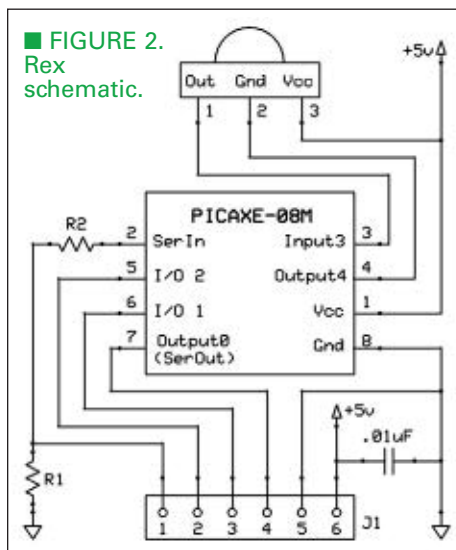 ■ FIGURE 2.
Rex
schematic.
+5v
Out Gnd Vcc
1 2 3
PICAXE-08M
R2
2 SerIn Input3 3
5 I/O 2 Output4 4
6 I/O 1 Vcc 1
7 Output0 Gnd 8
(SerOut)
+5v
.01uF
R1
1 2 3 4 5 6 J1